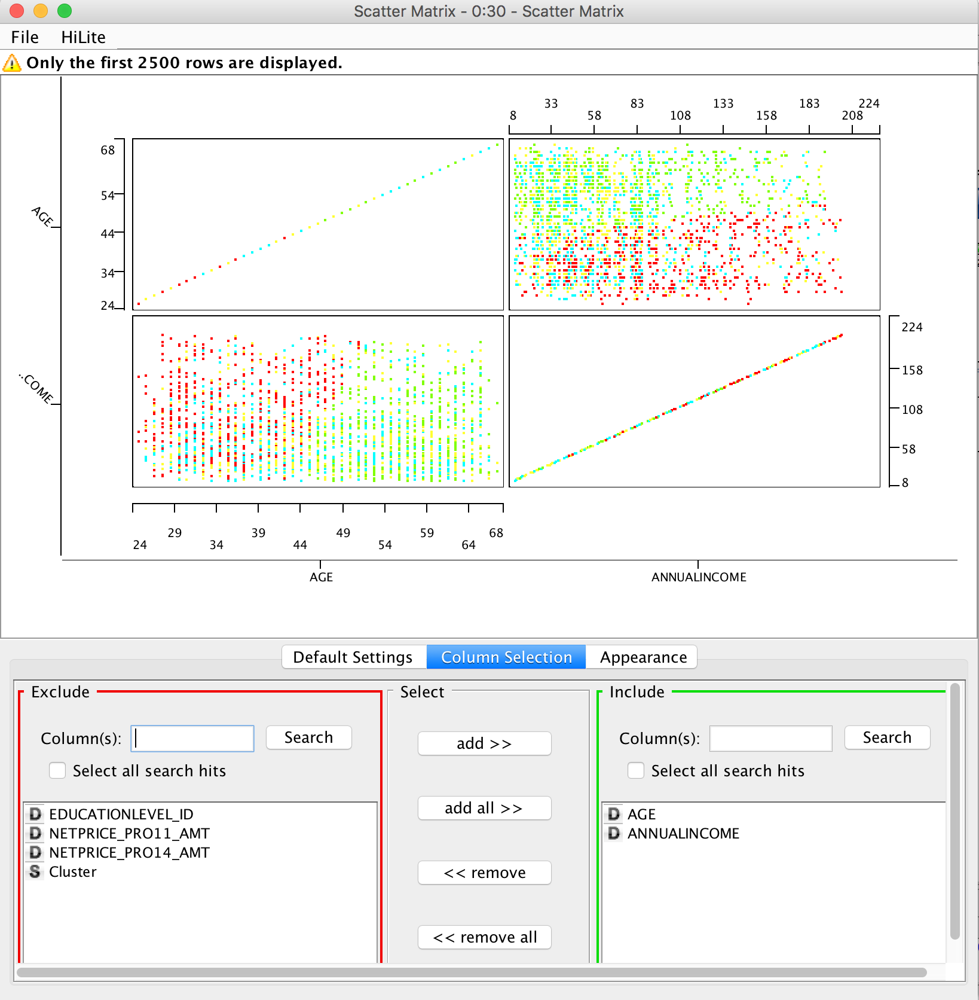 Scatter Matrix - 0:30 - Scatter Matrix
File HiLite
Only the first 2500 rows are displayed.
33 83 133 183 224
8 58 108 158 208
68
54
44
34
24
AGE
224
158
108
58
8
..COME
29 39 49 59 68
24 34 44 54 64
AGE ANNUALINCOME
Default Settings Column Selection Appearance
Exclude Select Include
Column(s): Search add >> Column(s): Search
Select all search hits Select all search hits
add all >>
D EDUCATIONLEVEL_ID D AGE
D NETPRICE_PRO11_AMT D ANNUALINCOME
D NETPRICE_PRO14_AMT
S Cluster << remove
<< remove all